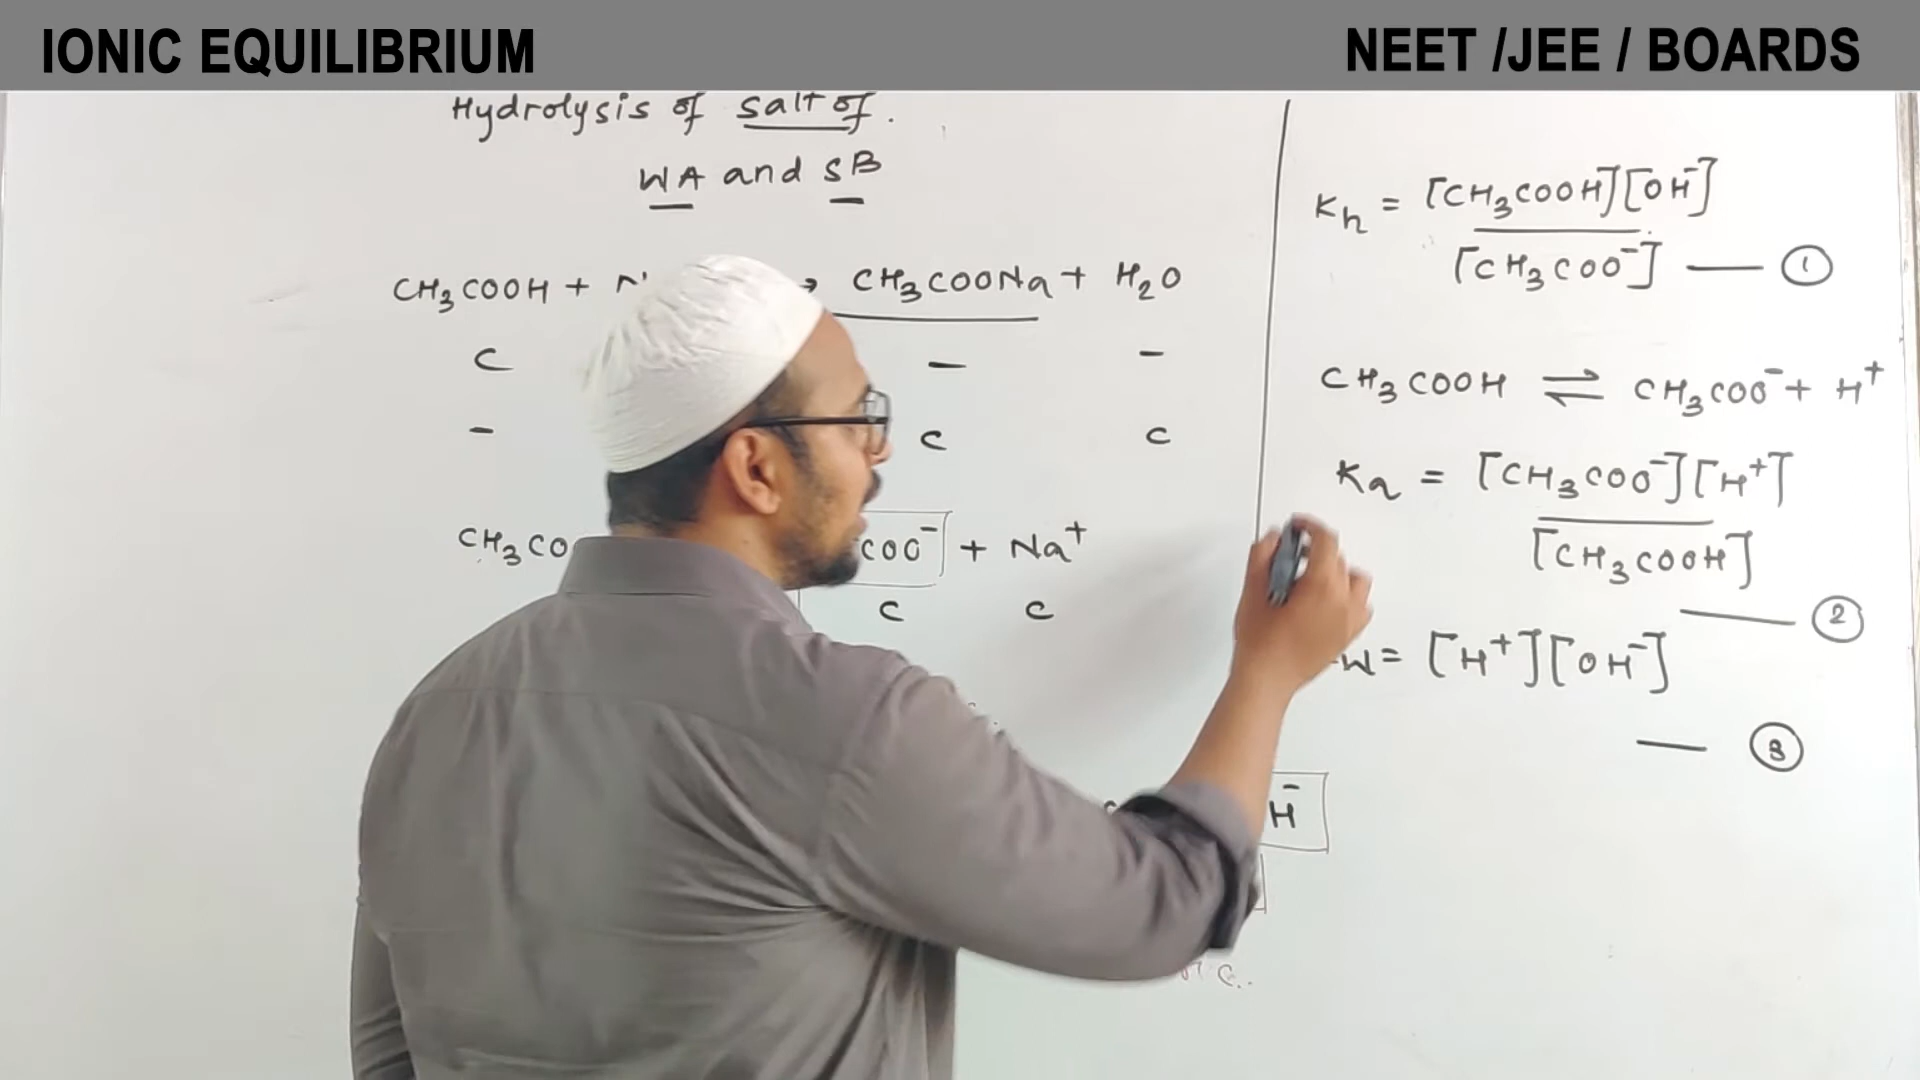 IONIC EQUILIBRIUM
NEET /JEE / BOARDS
Hydrolysis of salt of.
WA and SB
CH₃COOH + N → CH₃COONa + H₂O
C — –
– C C
CH₃CO COO⁻ + Na⁺
C C
H⁻
Kh = [CH₃COOH][OH⁻]
[CH₃COO⁻] — ①
CH₃COOH ⇌ CH₃COO⁻ + H⁺
Ka = [CH₃COO⁻][H⁺]
[CH₃COOH]
— ②
w = [H⁺][OH⁻]
— ③